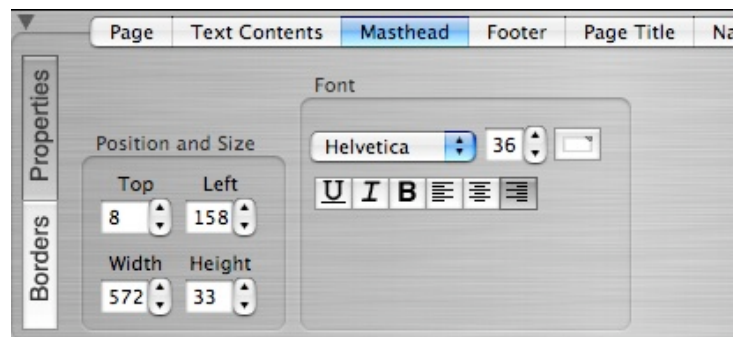 Page Text Contents Masthead Footer Page Title Na
Properties
Borders
Position and Size
Top Left
8 158
Width Height
572 33
Font
Helvetica 36
U I B